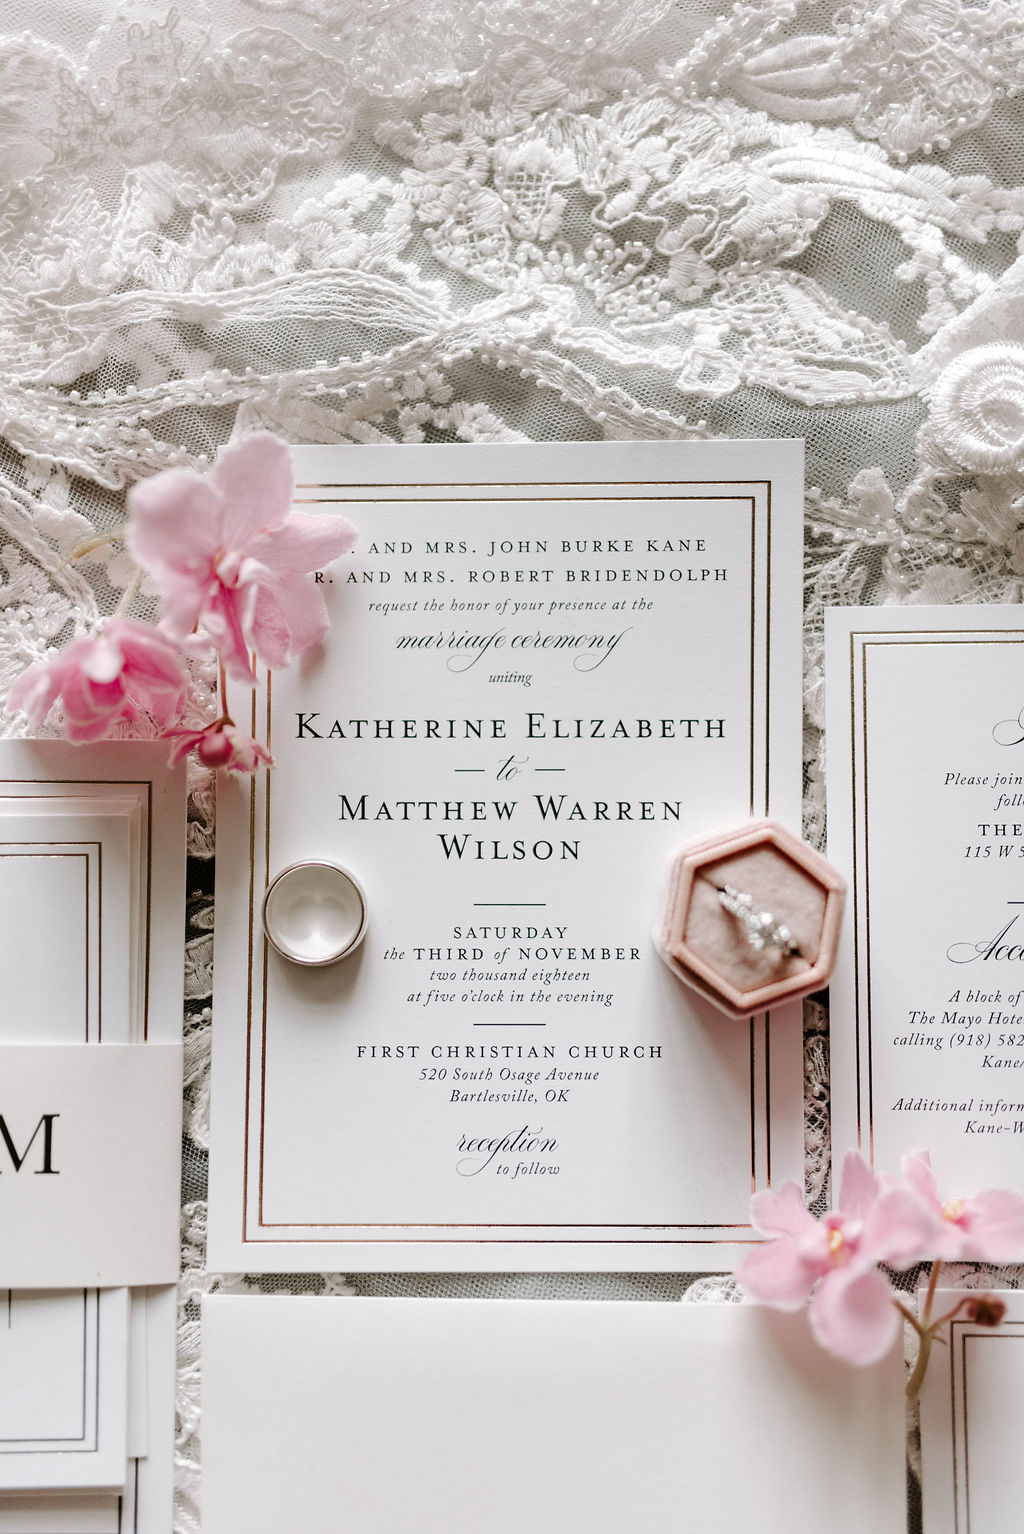 . AND MRS. JOHN BURKE KANE
R. AND MRS. ROBERT BRIDENDOLPH
request the honor of your presence at the
marriage ceremony
uniting
KATHERINE ELIZABETH
— to —
MATTHEW WARREN
WILSON
SATURDAY
the THIRD of NOVEMBER
two thousand eighteen
at five o'clock in the evening
FIRST CHRISTIAN CHURCH
520 South Osage Avenue
Bartlesville, OK
reception
to follow
M
Please join
THE
115 W 5
A block of
The Mayo Hote
calling (918) 582
Kane/
Additional inform
Kane-W